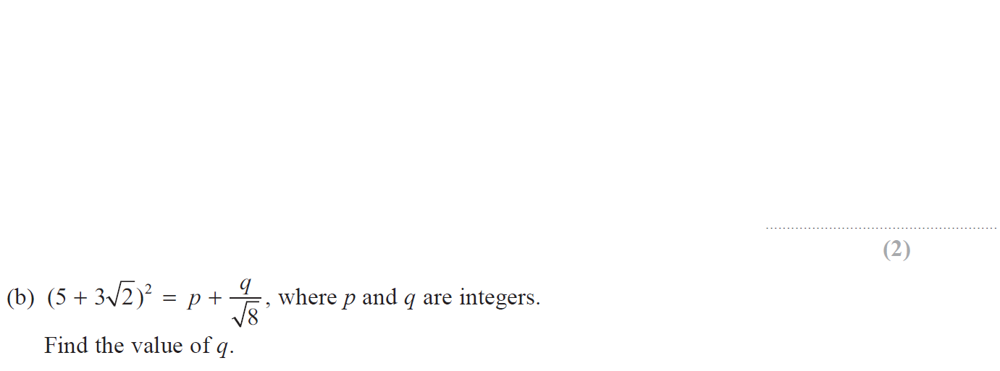 (2)
(b) (5 + 3√2)² = p + q/√8, where p and q are integers.
Find the value of q.